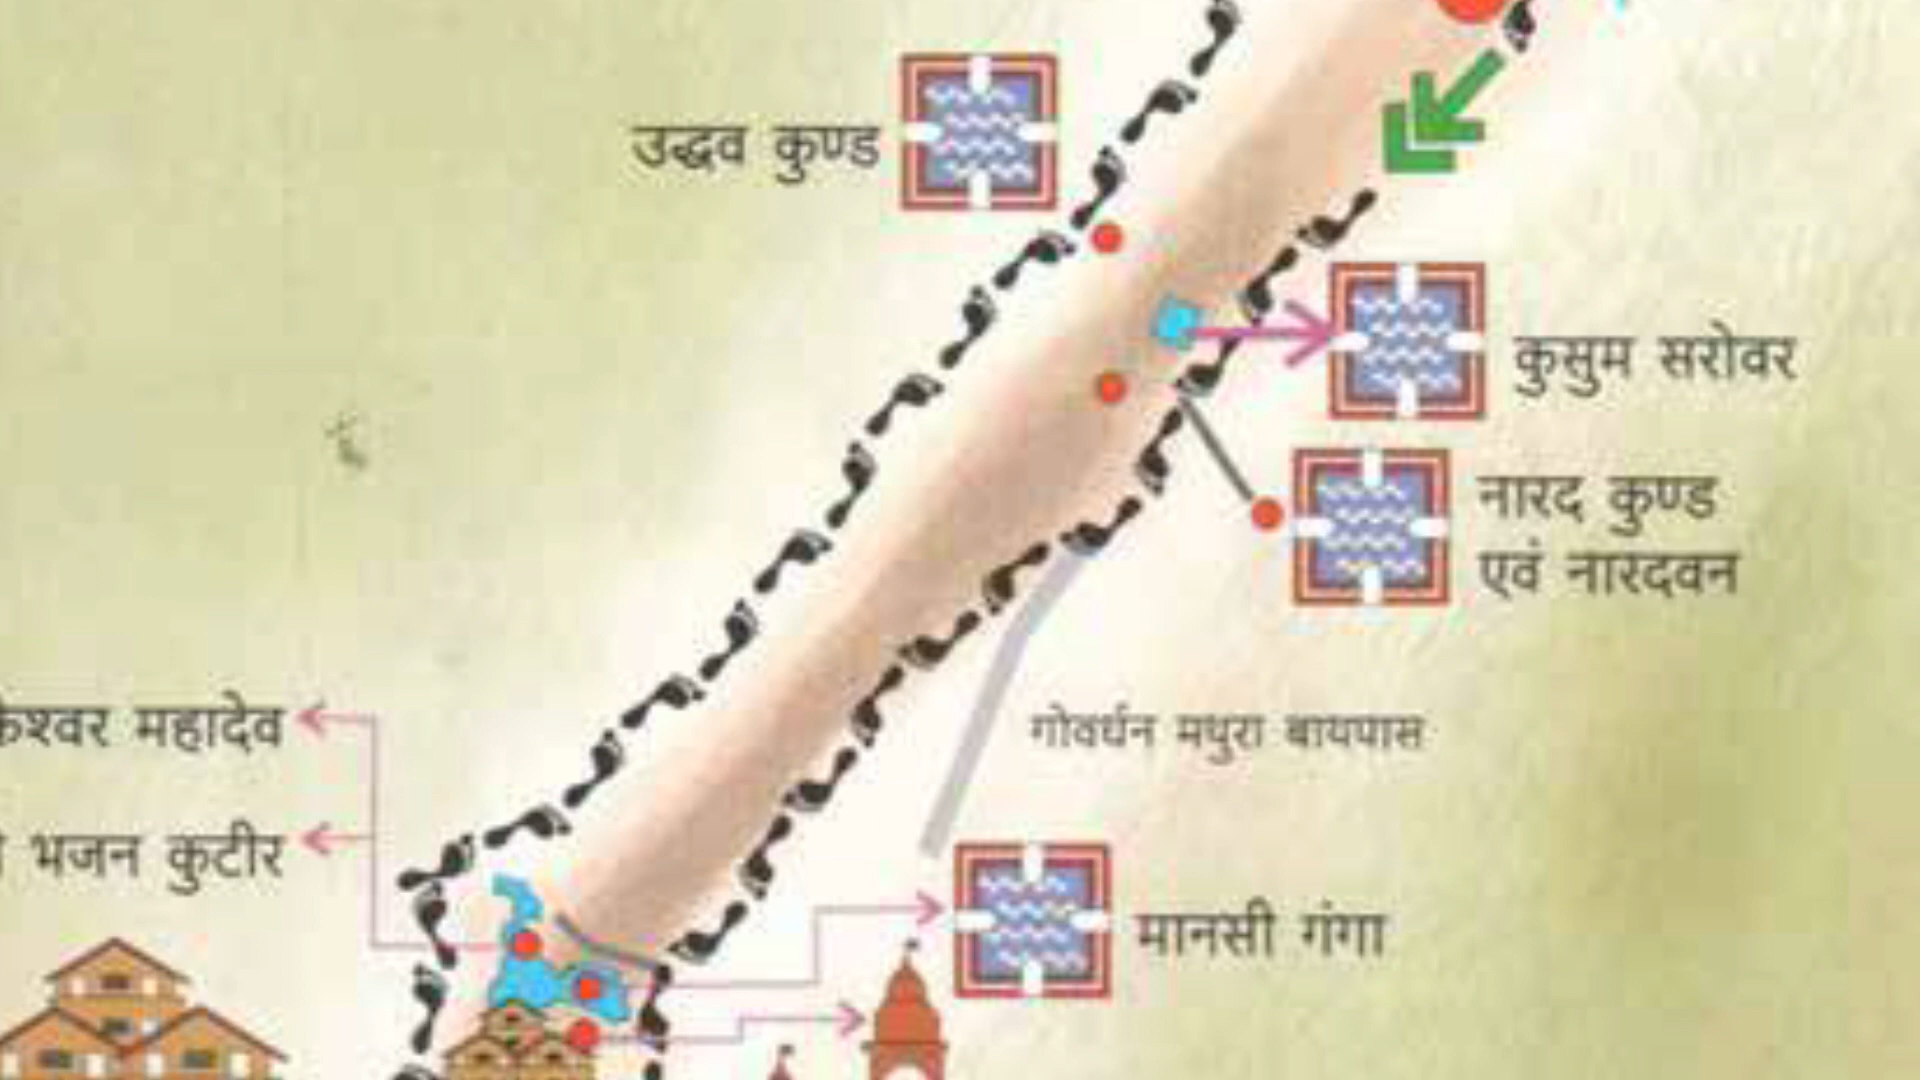 उद्धव कुण्ड
कुसुम सरोवर
नारद कुण्ड
एवं नारदवन
महादेव
गोवर्धन मथुरा बायपास
भजन कुटीर
मानसी गंगा